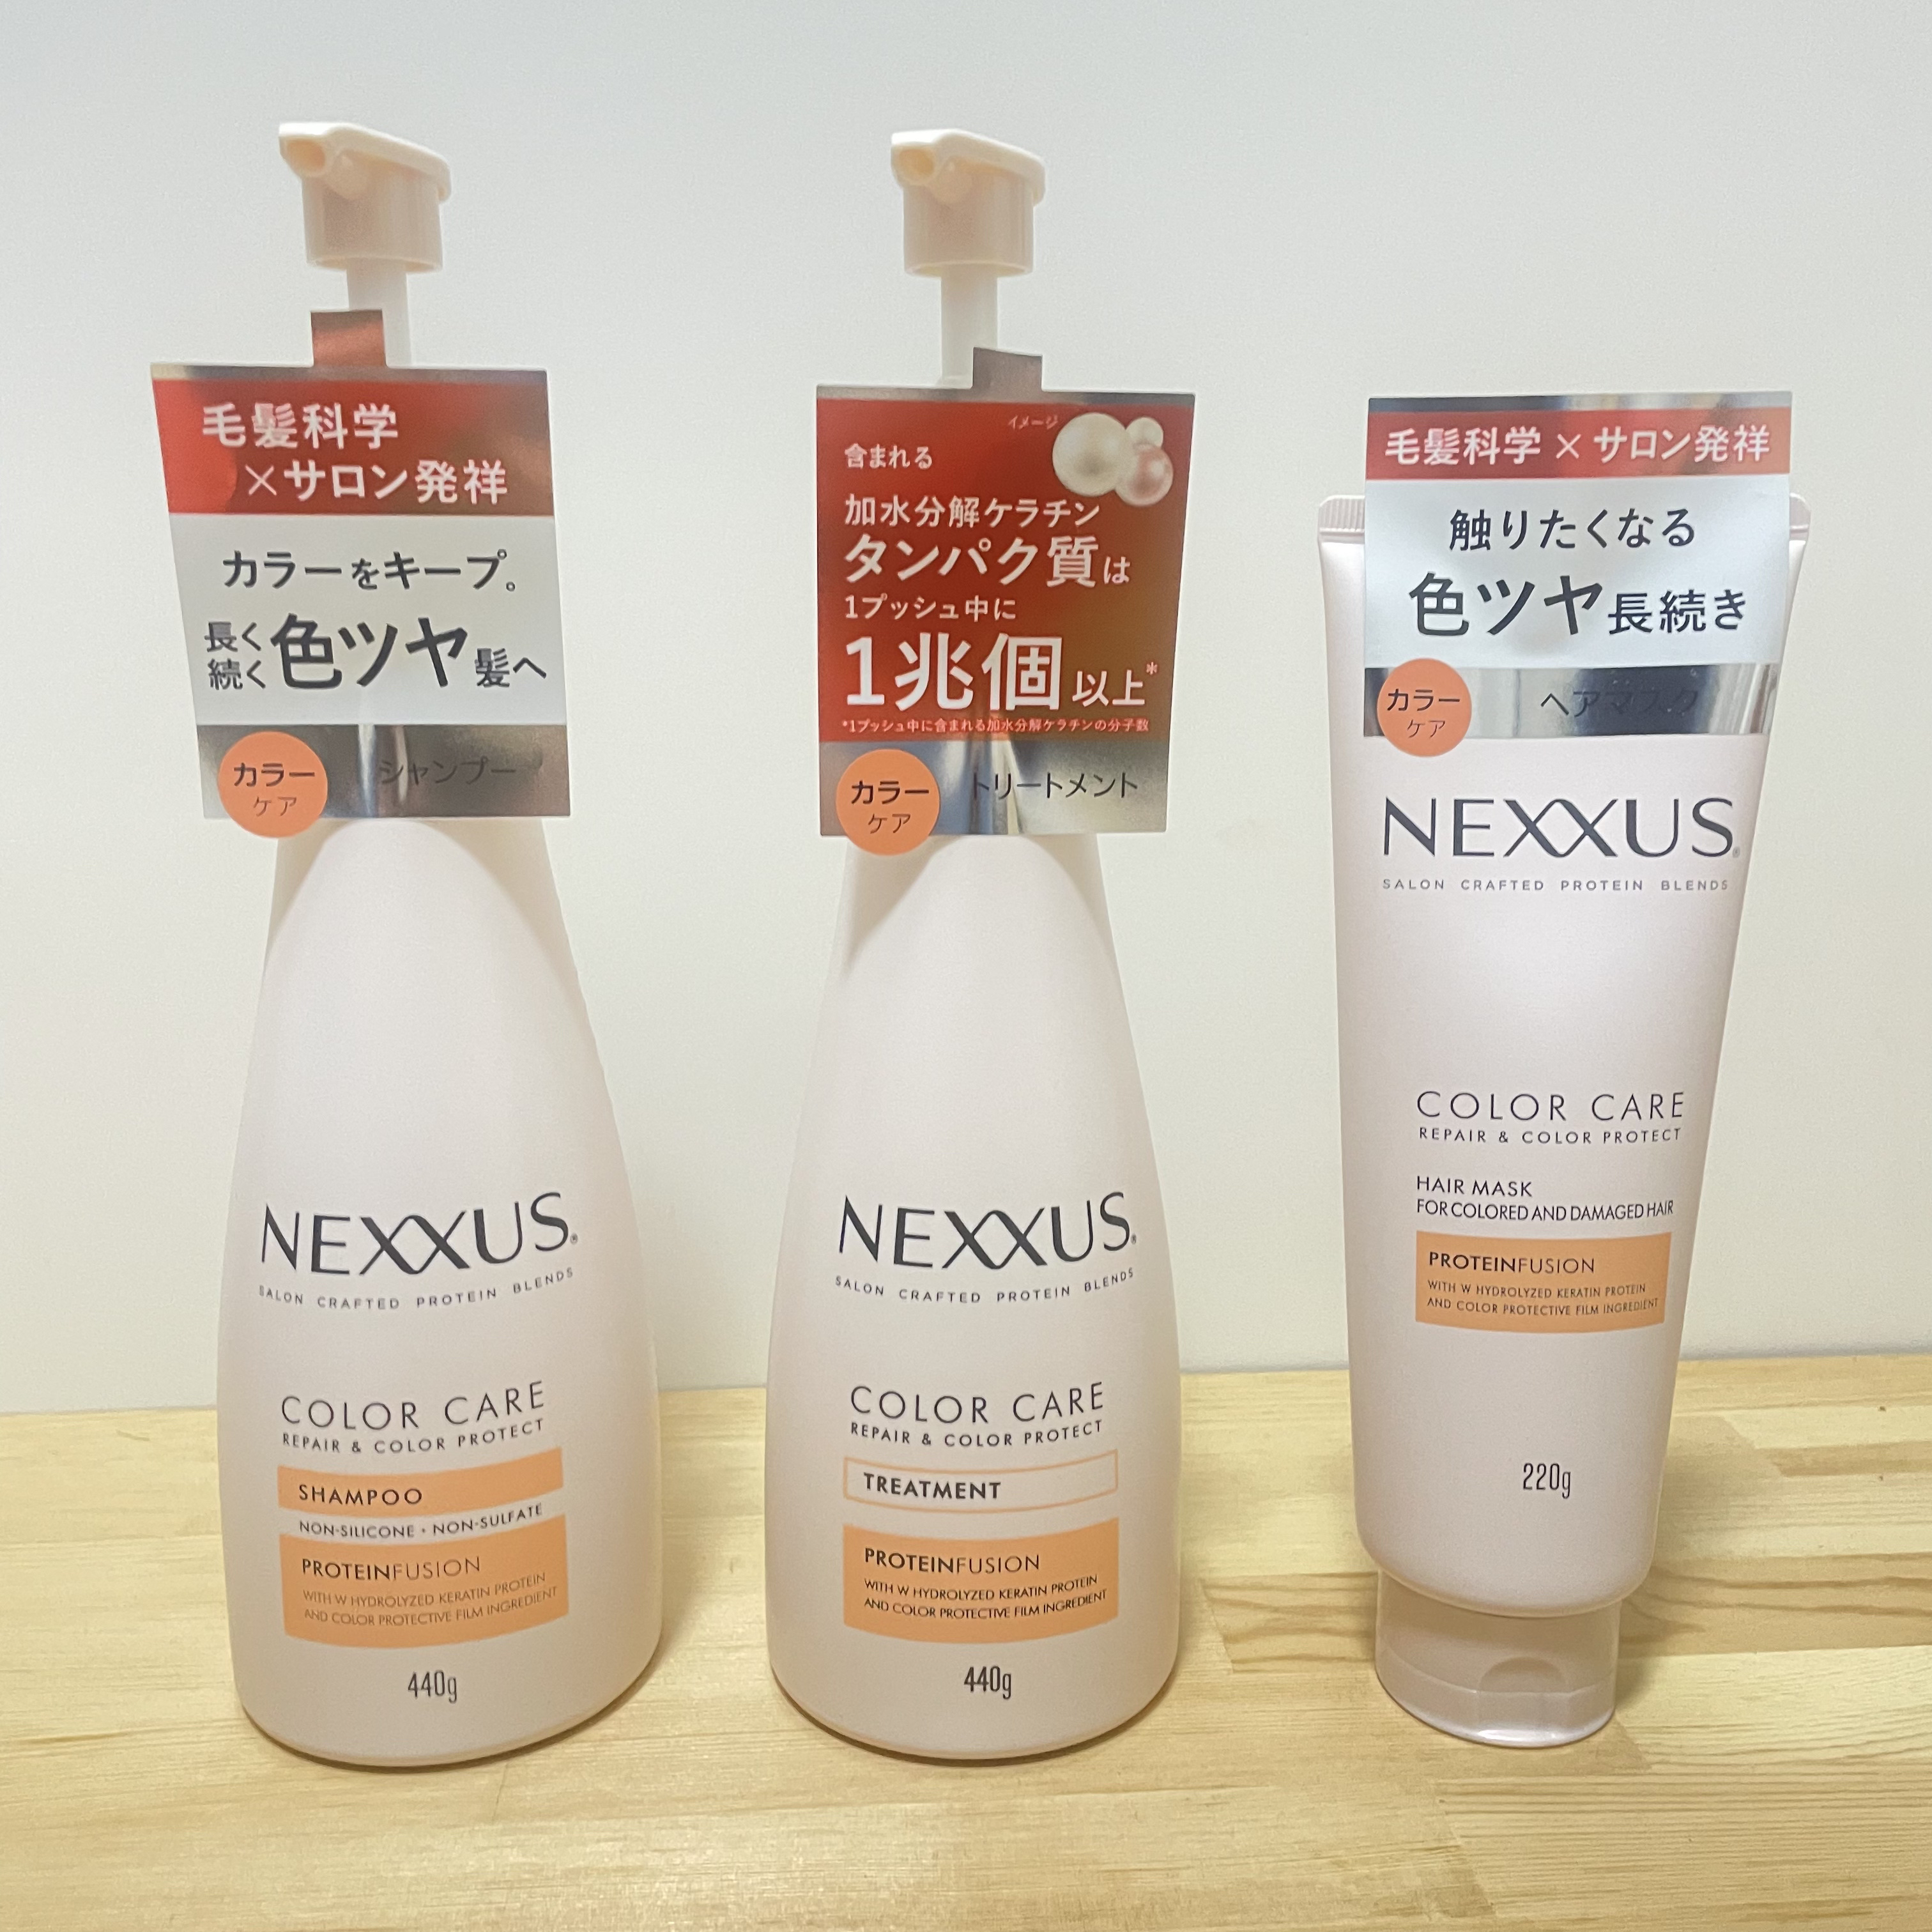 毛髪科学
×サロン発祥
カラーをキープ。
長く続く色ツヤ髪へ
カラーケア
シャンプー
NEXXUS®
SALON CRAFTED PROTEIN BLENDS
COLOR CARE
REPAIR & COLOR PROTECT
SHAMPOO
NON-SILICONE・NON-SULFATE
PROTEINFUSION
WITH W HYDROLYZED KERATIN PROTEIN
AND COLOR PROTECTIVE FILM INGREDIENT
440g
イメージ
含まれる
加水分解ケラチン
タンパク質は
1プッシュ中に
1兆個以上*
*1プッシュ中に含まれる加水分解ケラチンの分子数
カラーケア
トリートメント
NEXXUS®
SALON CRAFTED PROTEIN BLENDS
COLOR CARE
REPAIR & COLOR PROTECT
TREATMENT
PROTEINFUSION
WITH W HYDROLYZED KERATIN PROTEIN
AND COLOR PROTECTIVE FILM INGREDIENT
440g
毛髪科学×サロン発祥
触りたくなる
色ツヤ長続き
カラーケア
ヘアマスク
NEXXUS®
SALON CRAFTED PROTEIN BLENDS
COLOR CARE
REPAIR & COLOR PROTECT
HAIR MASK
FOR COLORED AND DAMAGED HAIR
PROTEINFUSION
WITH W HYDROLYZED KERATIN PROTEIN
AND COLOR PROTECTIVE FILM INGREDIENT
220g